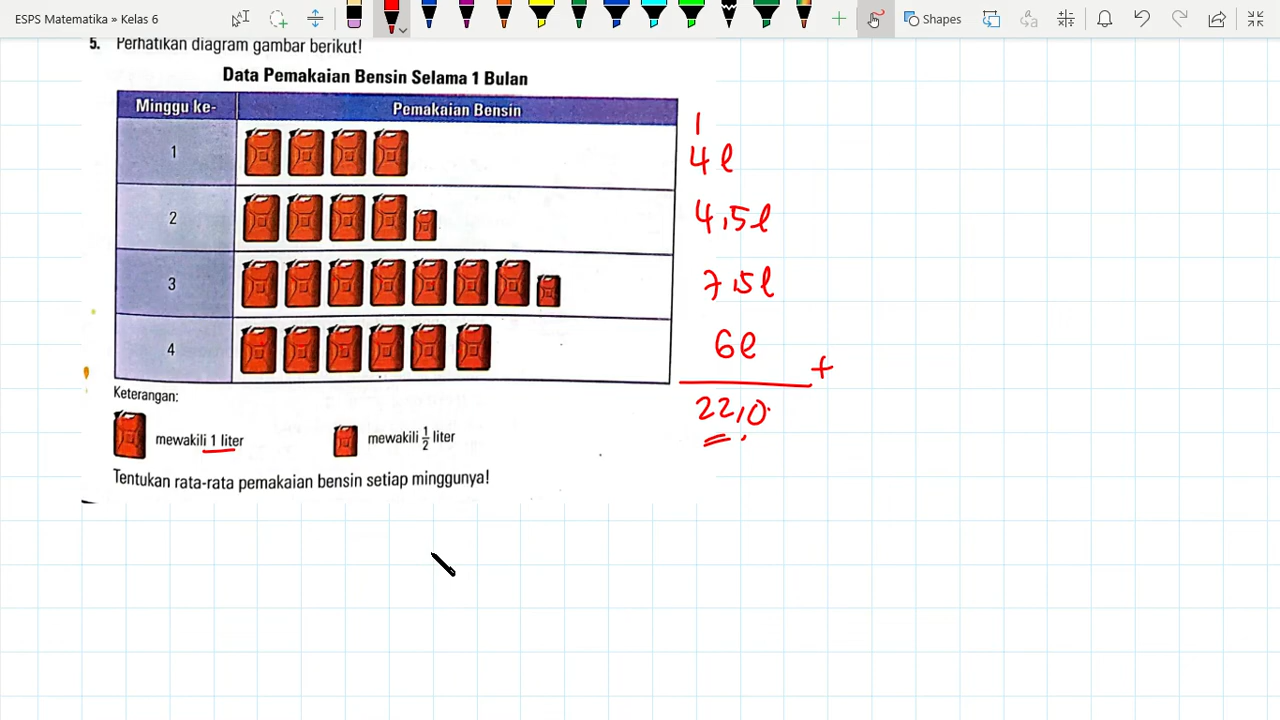 ESPS Matematika » Kelas 6
Shapes
5. Perhatikan diagram gambar berikut!
Data Pemakaian Bensin Selama 1 Bulan
Minggu ke- Pemakaian Bensin
1
1
4 l
2
4,5 l
3
7,5 l
4
6 l
+
22,0
Keterangan:
mewakili 1 liter mewakili 1/2 liter
Tentukan rata-rata pemakaian bensin setiap minggunya!